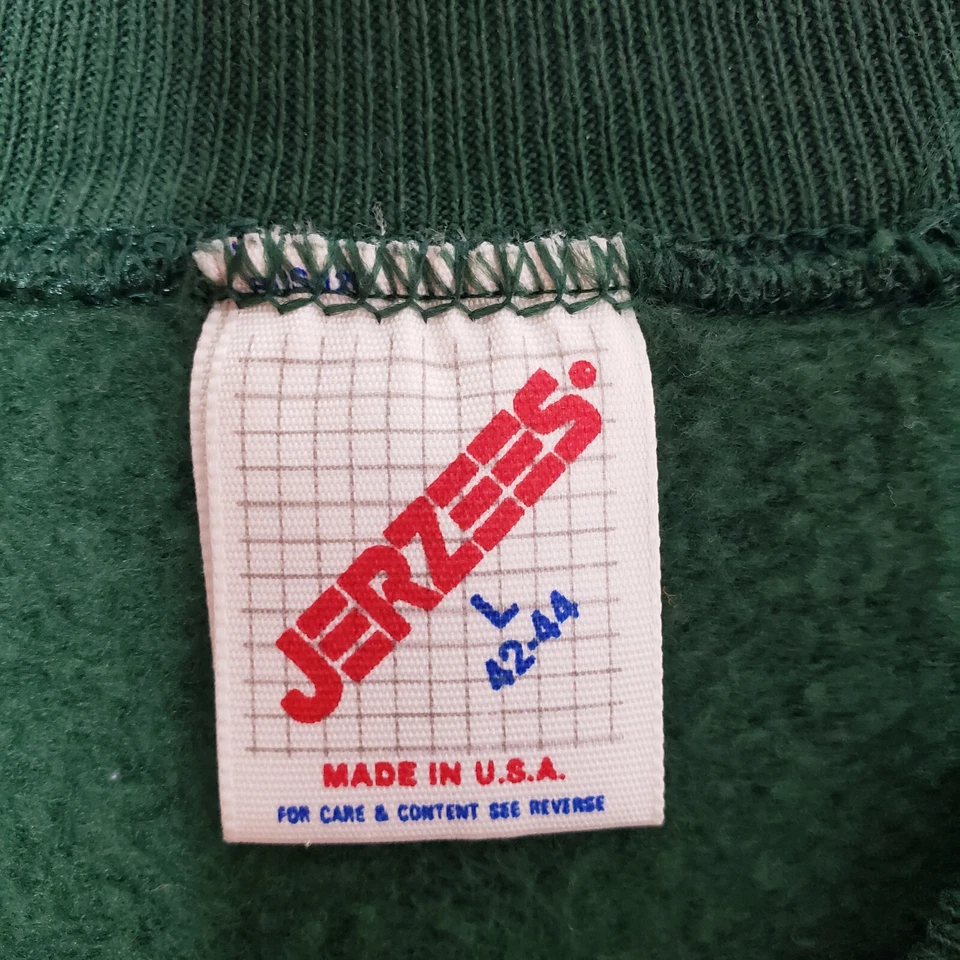 JERZEES
L
42-44
MADE IN U.S.A.
FOR CARE & CONTENT SEE REVERSE